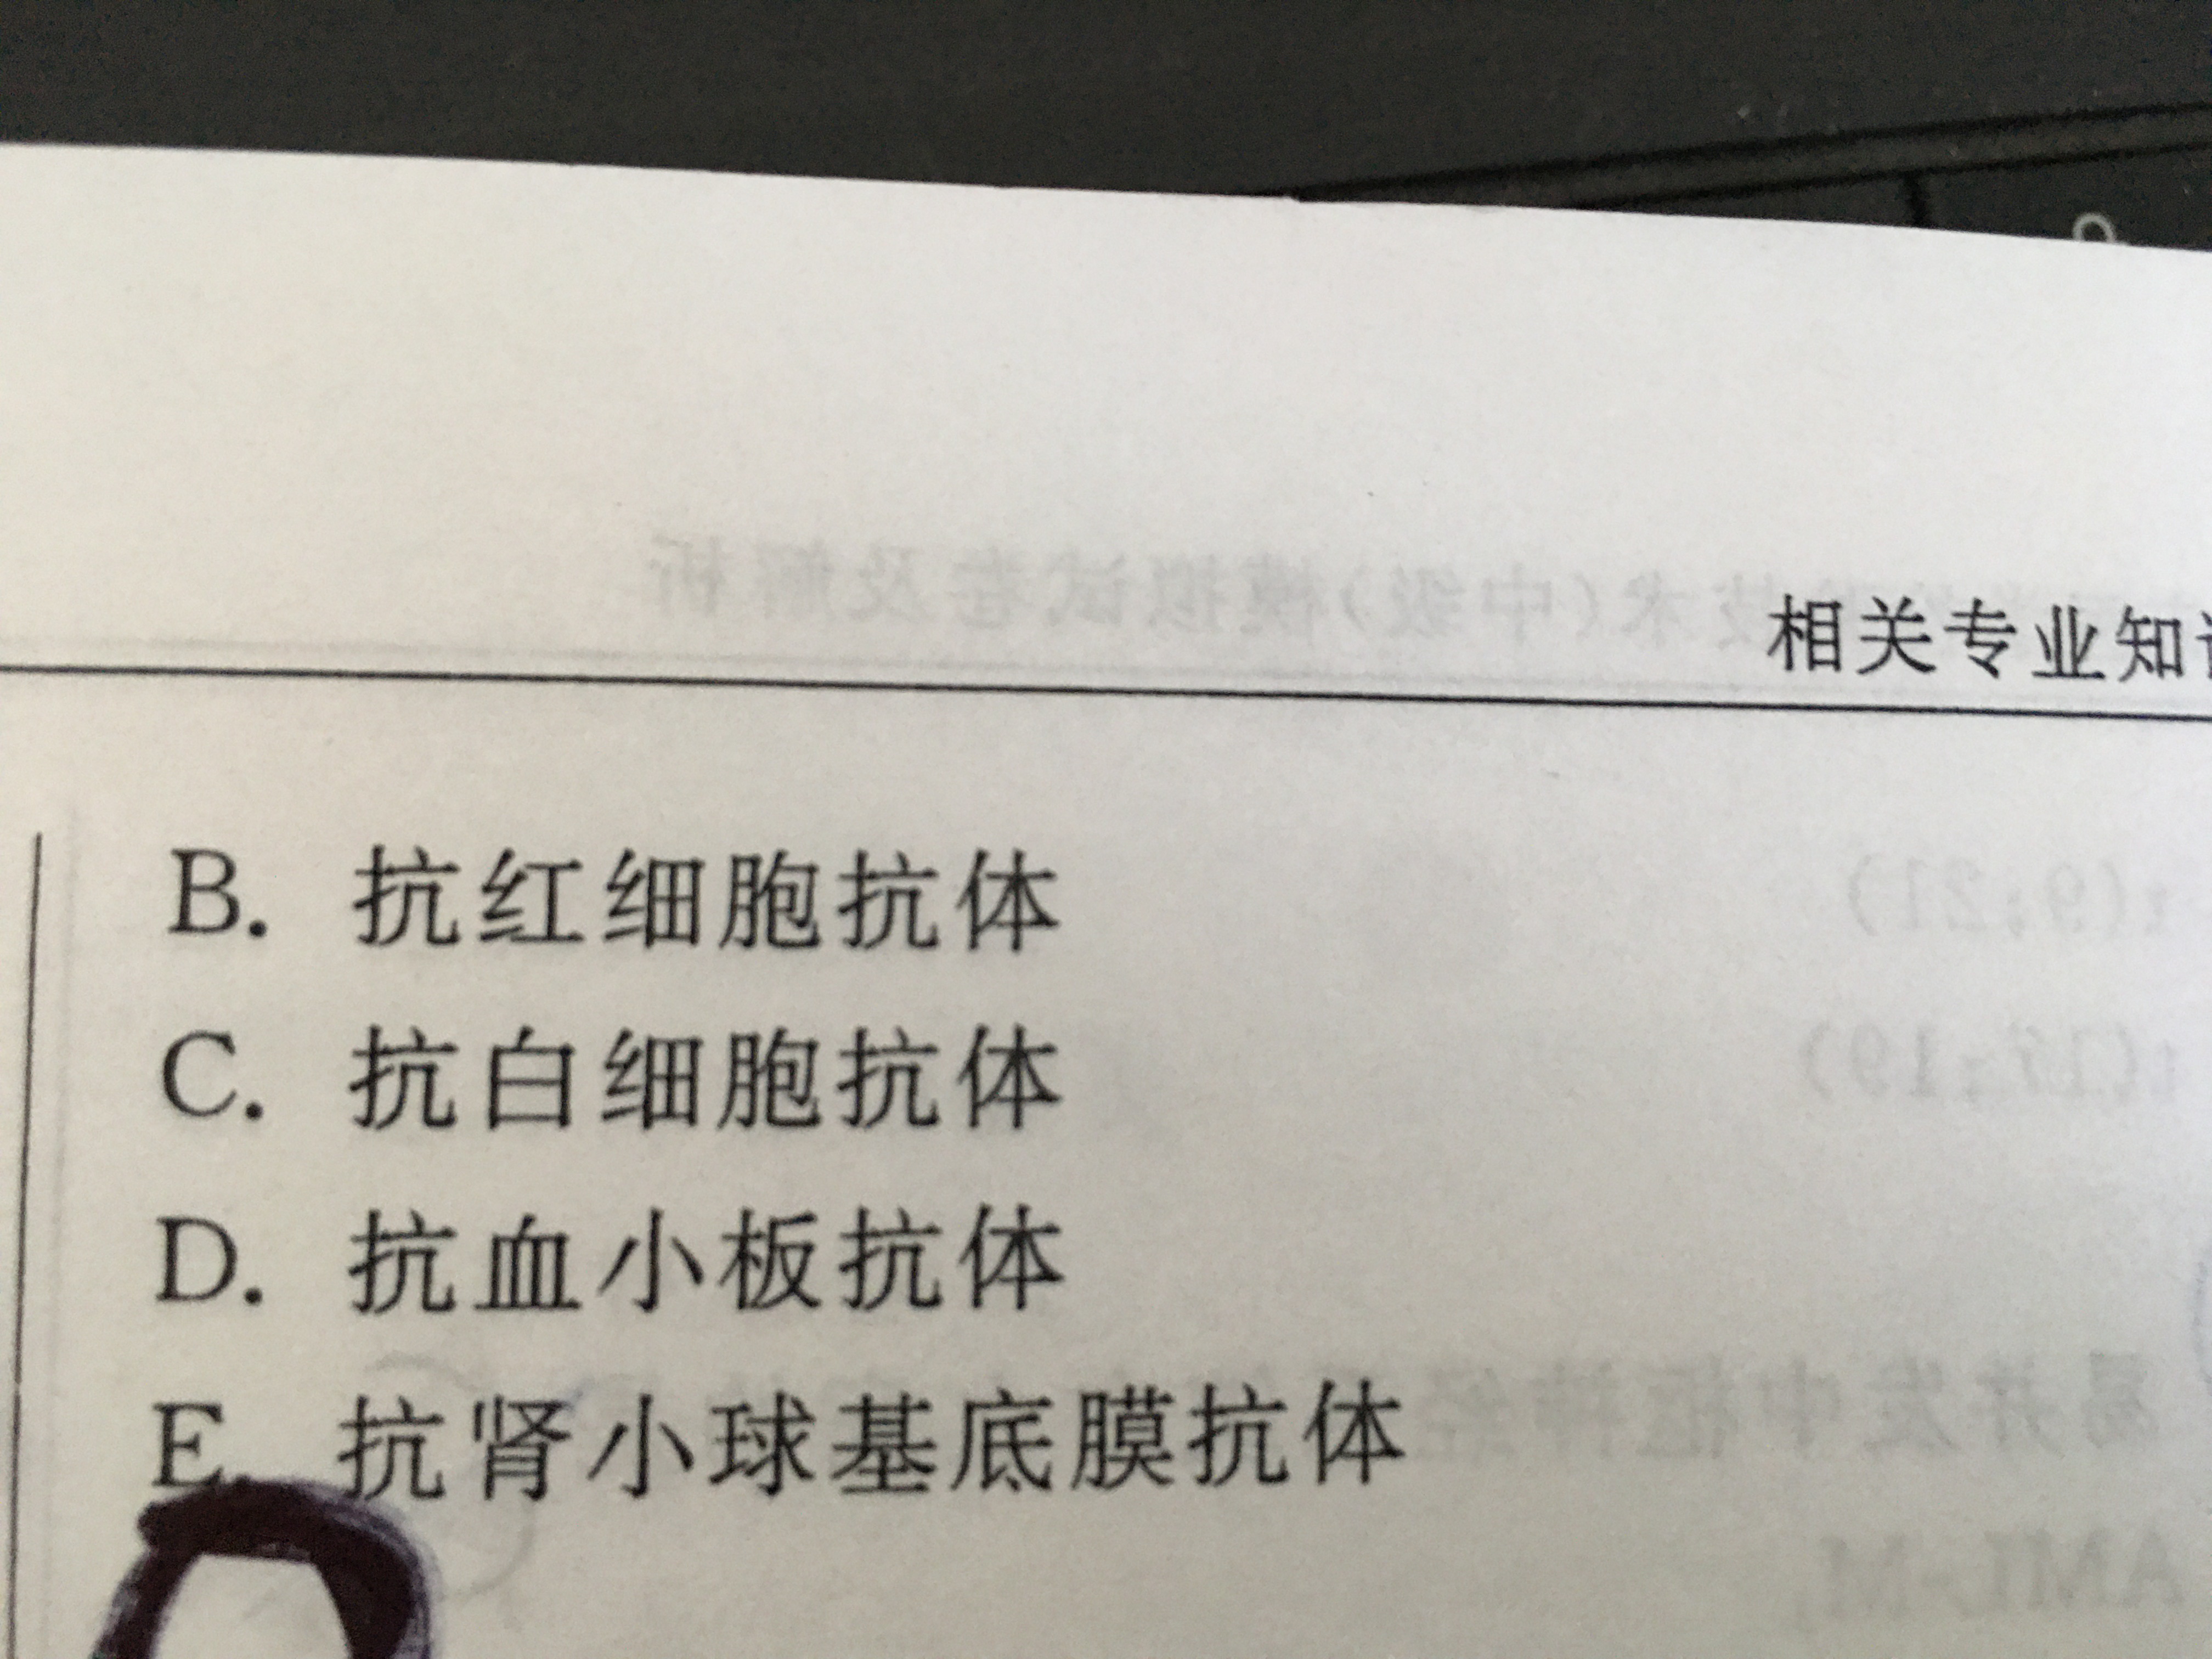 相关专业知
B. 抗红细胞抗体
C. 抗白细胞抗体
D. 抗血小板抗体
E. 抗肾小球基底膜抗体